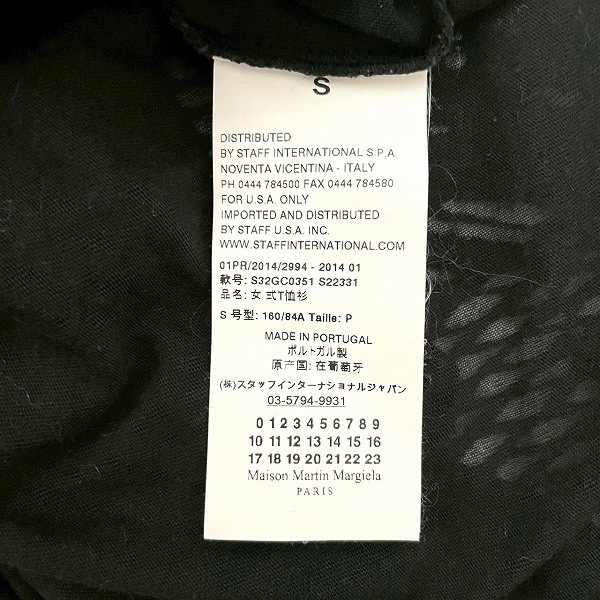 S
DISTRIBUTED
BY STAFF INTERNATIONAL S.P.A.
NOVENTA VICENTINA - ITALY
PH 0444 784500 FAX 0444 784580
FOR U.S.A. ONLY
IMPORTED AND DISTRIBUTED
BY STAFF U.S.A. INC.
WWW.STAFFINTERNATIONAL.COM
01PR/2014/2994 - 2014 01
款号: S32GC0351 S22331
品名: 女 式T恤衫
S 号型: 160/84A Taille: P
MADE IN PORTUGAL
ポルトガル製
原产国: 在葡萄牙
(株)スタッフインターナショナルジャパン
03-5794-9931
0 1 2 3 4 5 6 7 8 9
10 11 12 13 14 15 16
17 18 19 20 21 22 23
Maison Martin Margiela
PARIS